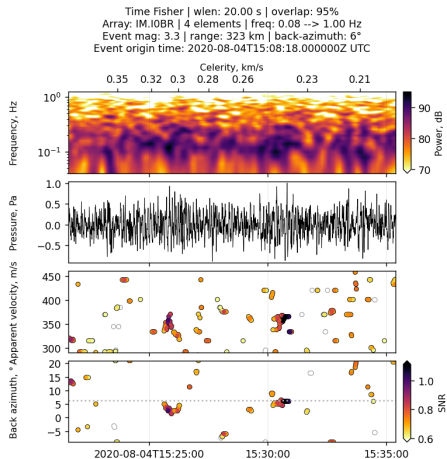 Time Fisher | wlen: 20.00 s | overlap: 95%
Array: IM.I0BR | 4 elements | freq: 0.08 --> 1.00 Hz
Event mag: 3.3 | range: 323 km | back-azimuth: 6°
Event origin time: 2020-08-04T15:08:18.000000Z UTC
Celerity, km/s
0.35 0.32 0.3 0.28 0.26 0.23 0.21
Frequency, Hz
10⁰
10⁻¹
90
80
70
Power, dB
Pressure, Pa
1.0
0.5
0.0
−0.5
Apparent velocity, m/s
450
400
350
300
Back azimuth, °
20
15
10
5
0
−5
1.0
0.8
0.6
SNR
2020-08-04T15:25:00 15:30:00 15:35:00